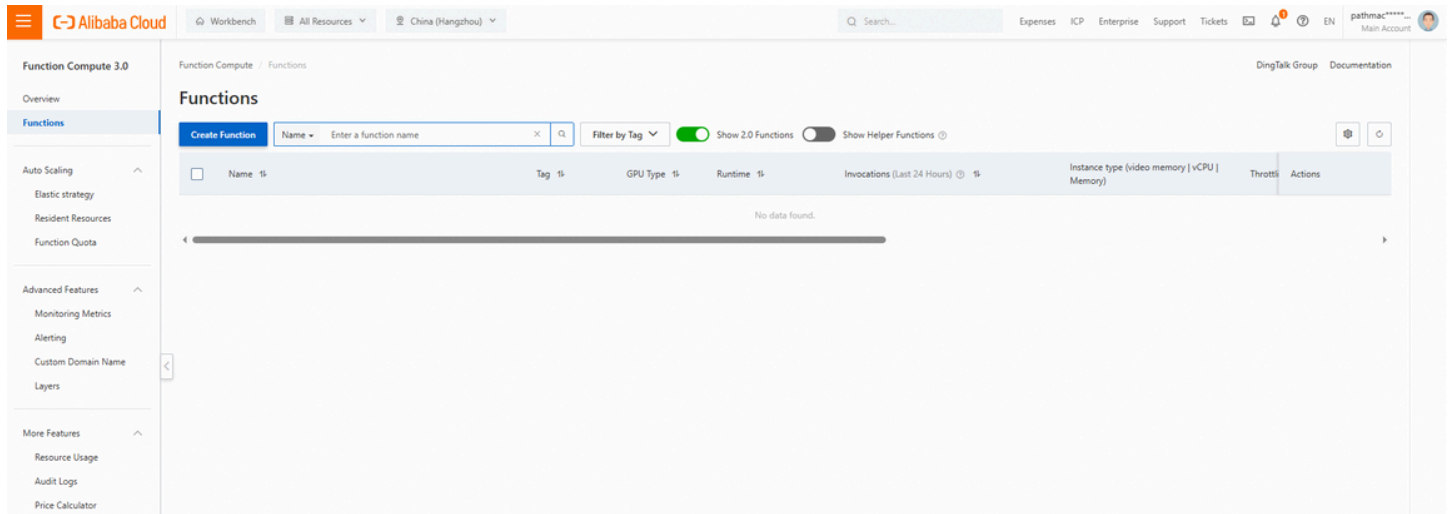 Alibaba Cloud Workbench All Resources China (Hangzhou) Search... Expenses ICP Enterprise Support Tickets 1 EN pathmac*****...
Main Account
Function Compute 3.0
Overview
Functions
Auto Scaling
Elastic strategy
Resident Resources
Function Quota
Advanced Features
Monitoring Metrics
Alerting
Custom Domain Name
Layers
More Features
Resource Usage
Audit Logs
Price Calculator
Function Compute / Functions DingTalk Group Documentation
Functions
Create Function Name Enter a function name Filter by Tag Show 2.0 Functions Show Helper Functions
Name Tag GPU Type Runtime Invocations (Last 24 Hours) Instance type (video memory | vCPU | Memory) Throttli Actions
No data found.